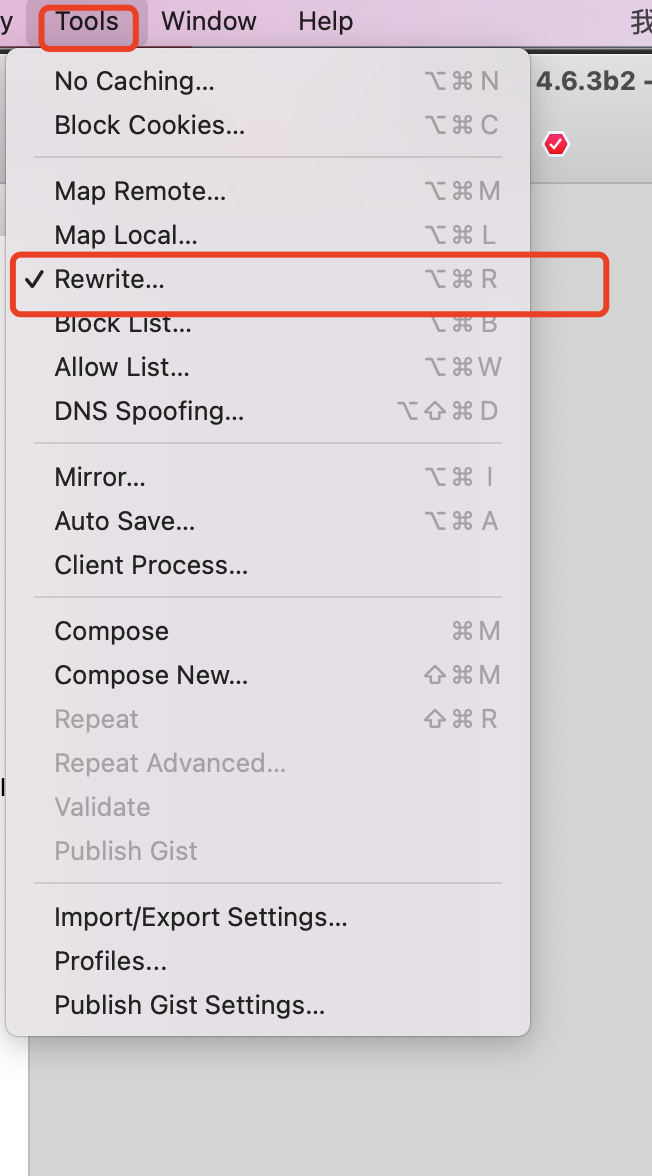 y Tools Window Help 我
4.6.3b2 -
No Caching... ⌥⌘N
Block Cookies... ⌥⌘C
Map Remote... ⌥⌘M
Map Local... ⌥⌘L
✓ Rewrite... ⌥⌘R
Block List... ⌥⌘B
Allow List... ⌥⌘W
DNS Spoofing... ⌥⇧⌘D
Mirror... ⌥⌘I
Auto Save... ⌥⌘A
Client Process...
Compose ⌘M
Compose New... ⇧⌘M
Repeat ⇧⌘R
Repeat Advanced...
Validate
Publish Gist
Import/Export Settings...
Profiles...
Publish Gist Settings...